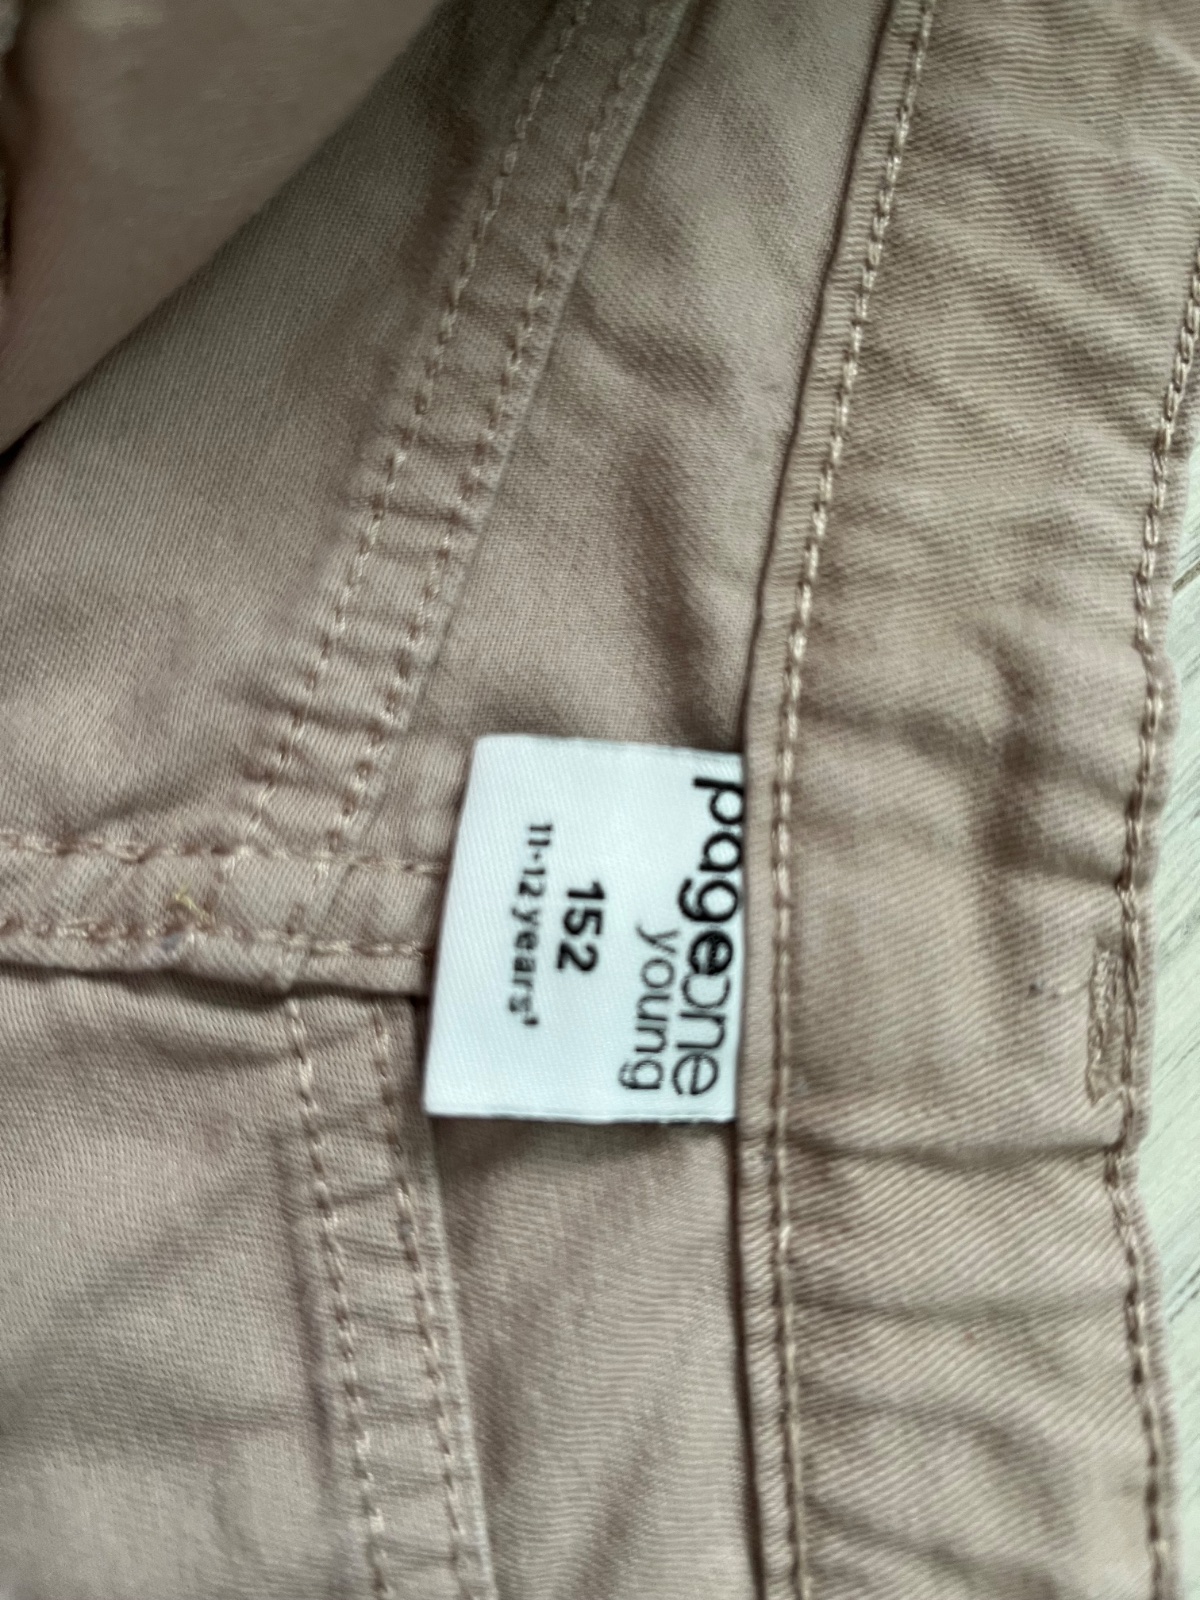 pageone
young
152
11-12 years'